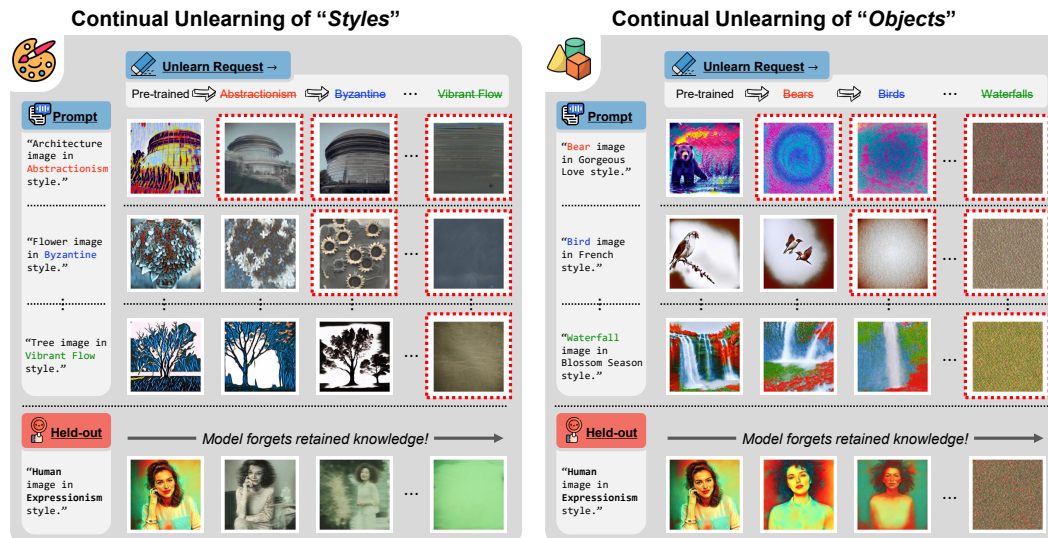 Continual Unlearning of “Styles”
Unlearn Request →
Pre-trained Abstractionism Byzantine ... Vibrant Flow
Prompt
“Architecture
image in
Abstractionism
style.”
...
“Flower image
in Byzantine
style.”
...
“Tree image in
Vibrant Flow
style.”
...
Held-out
Model forgets retained knowledge!
“Human
image in
Expressionism
style.”
...
Continual Unlearning of “Objects”
Unlearn Request →
Pre-trained Bears Birds ... Waterfalls
Prompt
“Bear image
in Gorgeous
Love style.”
...
“Bird image
in French
style.”
...
“Waterfall
image in
Blossom Season
style.”
...
Held-out
Model forgets retained knowledge!
“Human
image in
Expressionism
style.”
...